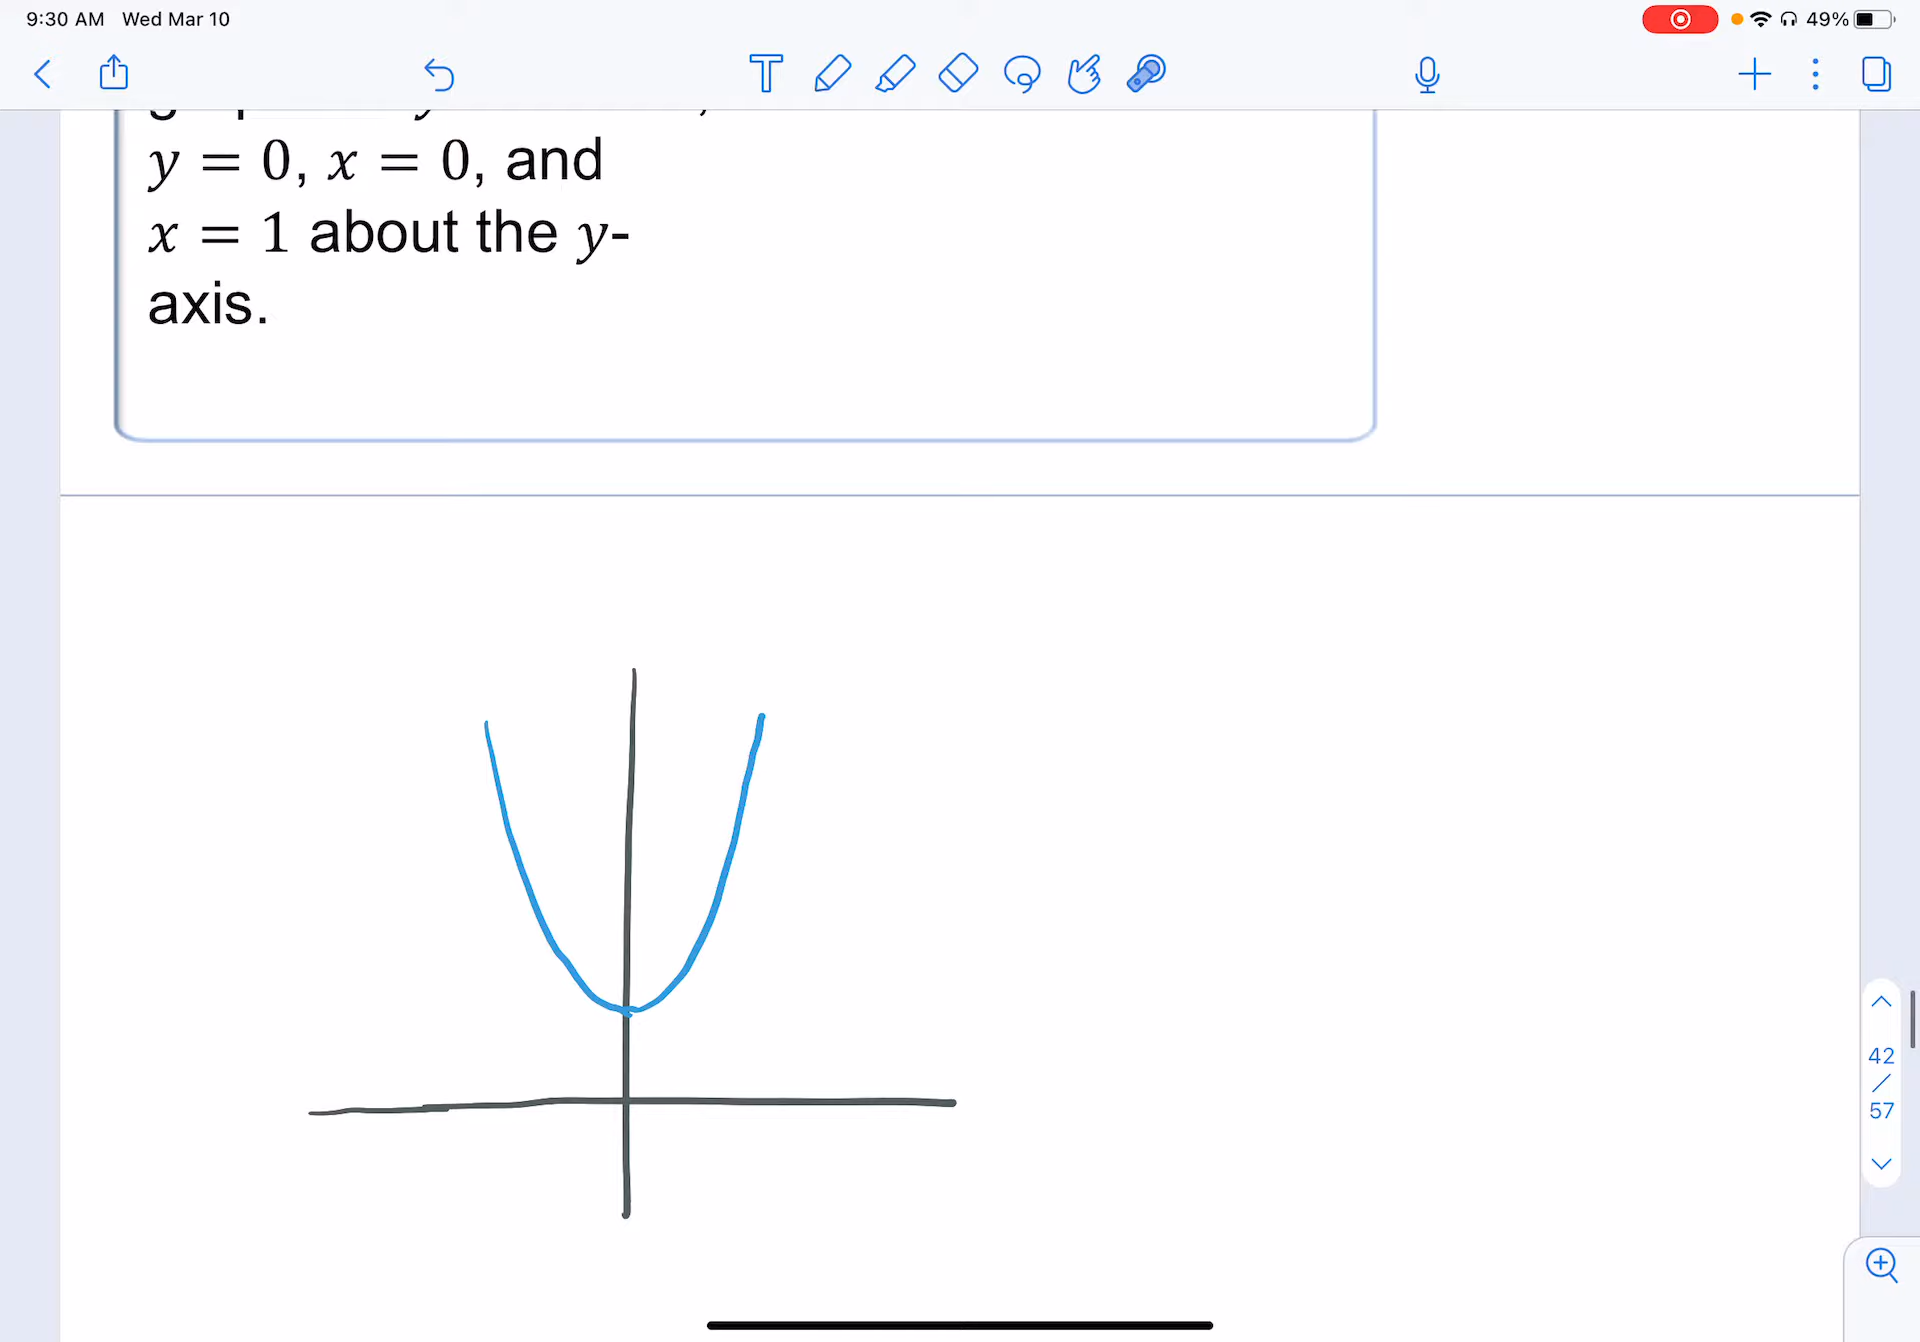 9:30 AM Wed Mar 10
49%
T
y = 0, x = 0, and
x = 1 about the y-
axis.
42
/
57